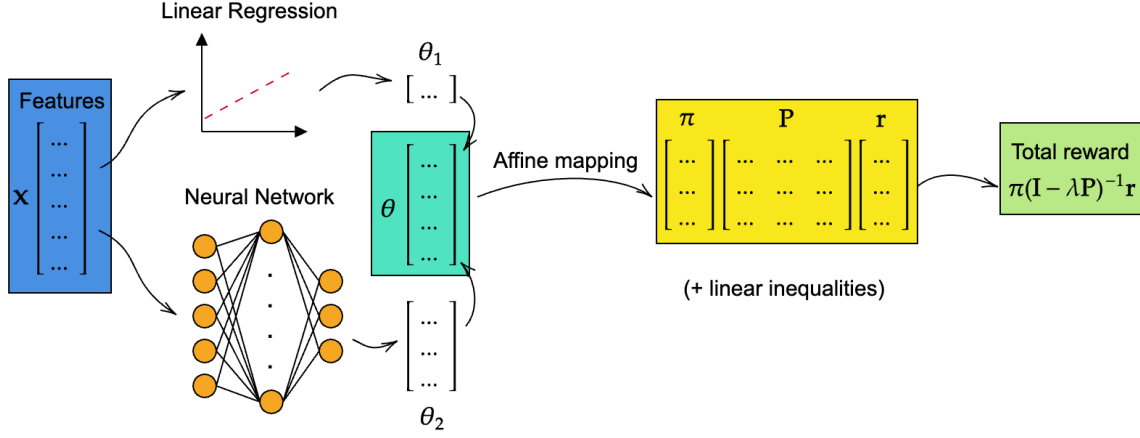 Linear Regression
Features
x
...
...
...
...
...
θ₁
...
θ
...
...
...
...
Neural Network
.
.
.
.
...
...
...
θ₂
Affine mapping
π P r
... ... ... ... ...
... ... ... ... ...
... ... ... ... ...
(+ linear inequalities)
Total reward
π(I − λP)⁻¹r